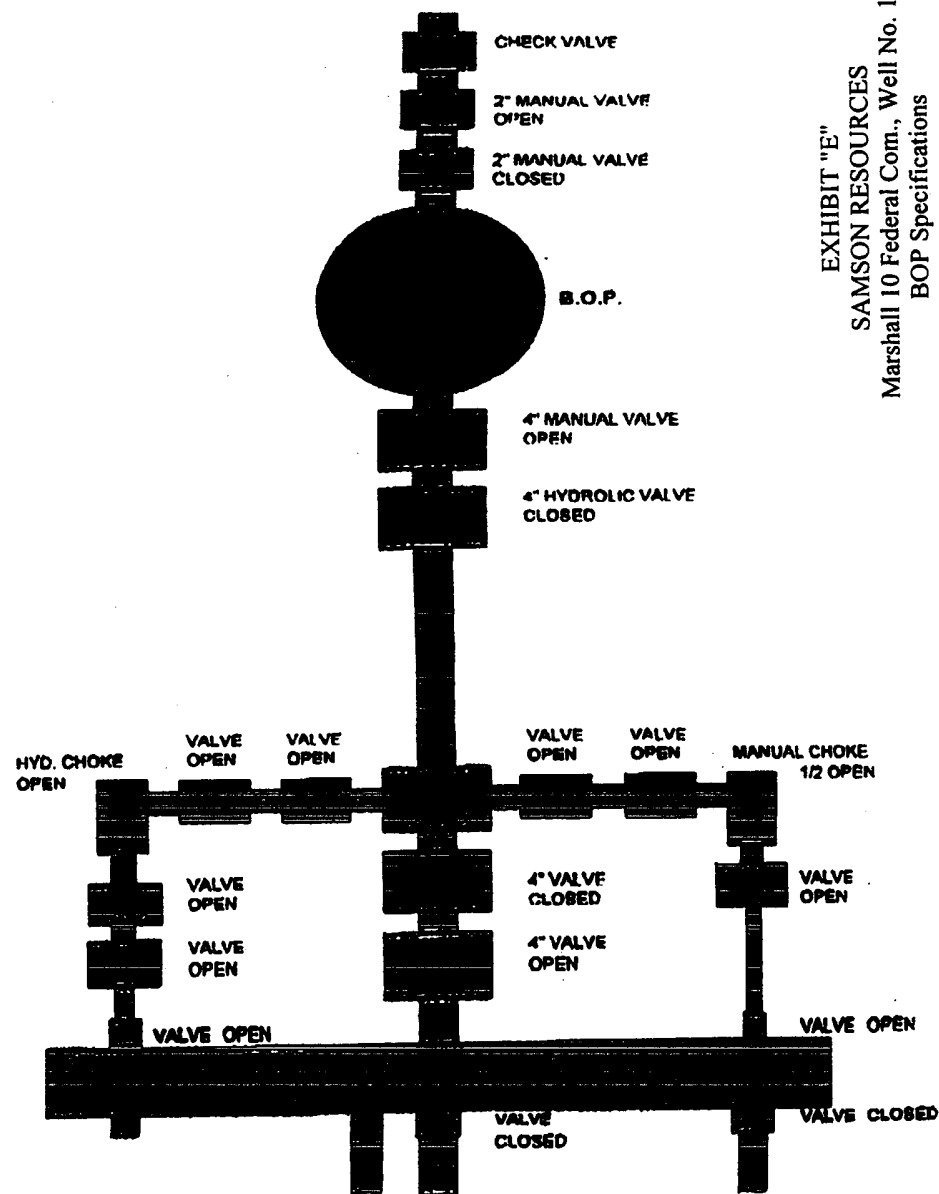 CHECK VALVE
2" MANUAL VALVE
OPEN
2" MANUAL VALVE
CLOSED
B.O.P.
4" MANUAL VALVE
OPEN
4" HYDROLIC VALVE
CLOSED
EXHIBIT "E"
SAMSON RESOURCES
Marshall 10 Federal Com., Well No. 1
BOP Specifications
HYD. CHOKE
OPEN
VALVE
OPEN
VALVE
OPEN
VALVE
OPEN
VALVE
OPEN
MANUAL CHOKE
1/2 OPEN
VALVE
OPEN
4" VALVE
CLOSED
VALVE
OPEN
VALVE
OPEN
4" VALVE
OPEN
VALVE OPEN
VALVE OPEN
VALVE
CLOSED
VALVE CLOSED